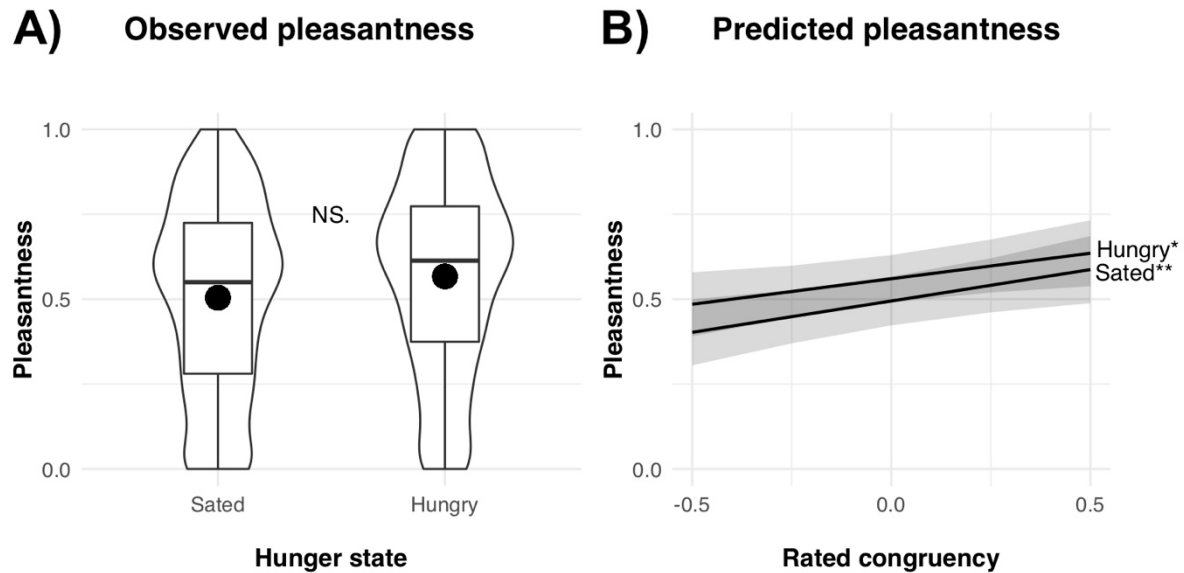 A) Observed pleasantness
Pleasantness
1.0
0.5
0.0
NS.
Sated Hungry
Hunger state
B) Predicted pleasantness
Pleasantness
1.0
0.5
0.0
Hungry*
Sated**
-0.5 0.0 0.5
Rated congruency